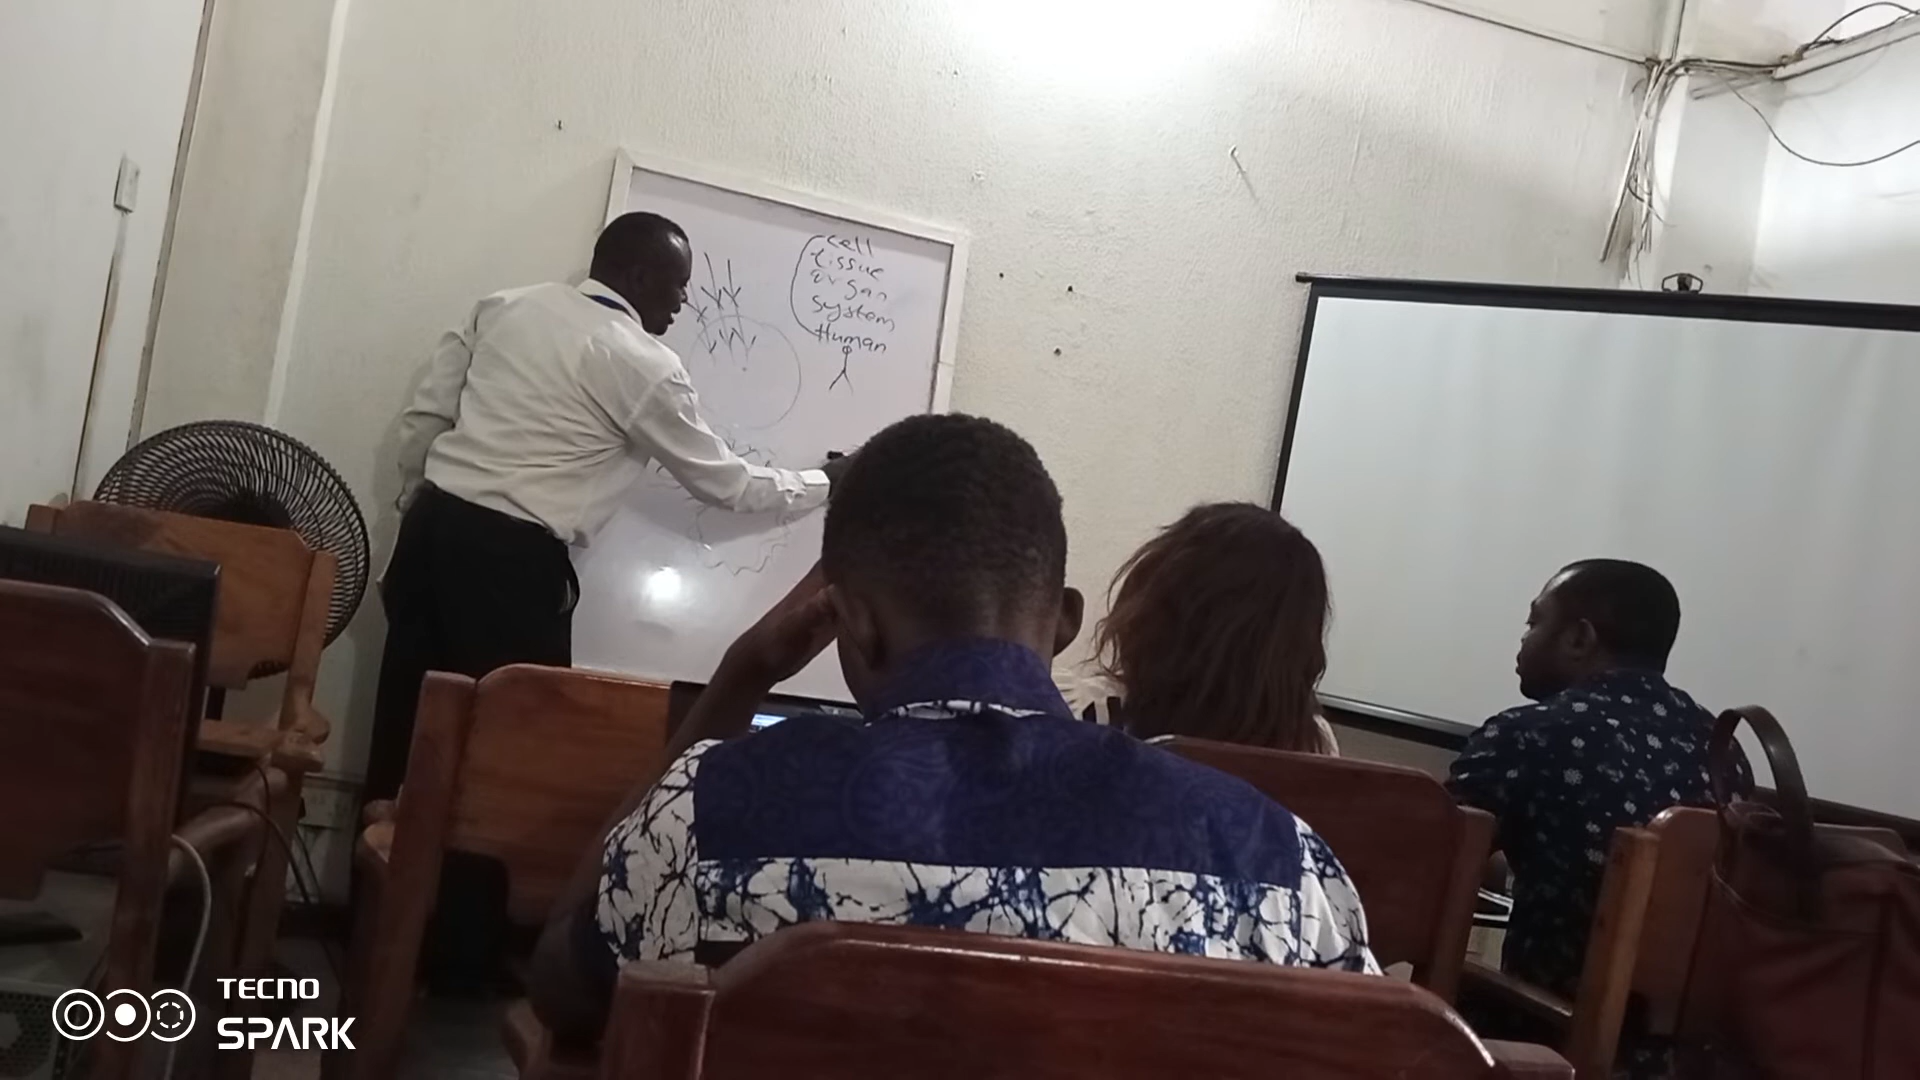 cell
tissue
organ
system
Human
TECNO
SPARK